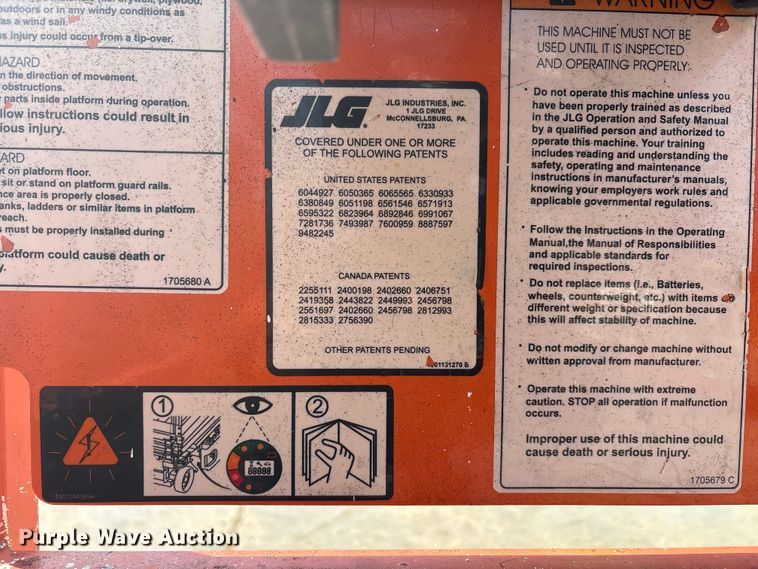 outdoors or in any windy conditions as
as a wind sail.
us injury could occur from a tip-over.
HAZARD
in the direction of movement.
obstructions.
parts inside platform during operation.
llow instructions could result in
ious injury.
ARD
et on platform floor.
sit or stand on platform guard rails.
nce area is properly closed.
anks, ladders or similar items in platform
reach.
s must be properly installed during
platform could cause death or
y.
1705680 A
JLG
JLG INDUSTRIES, INC.
1 JLG DRIVE
McCONNELLSBURG, PA
17233
COVERED UNDER ONE OR MORE
OF THE FOLLOWING PATENTS
UNITED STATES PATENTS
6044927 6050365 6065565 6330933
6380849 6051198 6561546 6571913
6595322 6823964 6892846 6991067
7281736 7493987 7600959 8887597
9482245
CANADA PATENTS
2255111 2400198 2402660 2406751
2419358 2443822 2449993 2456798
2551697 2402660 2456798 2812993
2815333 2756390
OTHER PATENTS PENDING
WARNING
THIS MACHINE MUST NOT BE
USED UNTIL IT IS INSPECTED
AND OPERATING PROPERLY:
· Do not operate this machine unless you
have been properly trained as described
in the JLG Operation and Safety Manual
by a qualified person and authorized to
operate this machine. Your training
includes reading and understanding the
safety, operating and maintenance
instructions in manufacturer's manuals,
knowing your employers work rules and
applicable governmental regulations.
· Follow the Instructions in the Operating
Manual,the Manual of Responsibilities
and applicable standards for
required inspections.
· Do not replace items (i.e., Batteries,
wheels, counterweight, etc.) with items of
different weight or specification because
this will affect stability of machine.
· Do not modify or change machine without
written approval from manufacturer.
· Operate this machine with extreme
caution. STOP all operation if malfunction
occurs.
Improper use of this machine could
cause death or serious injury.
1705679 C
1
2
88888
1001094359A
Purple Wave Auction